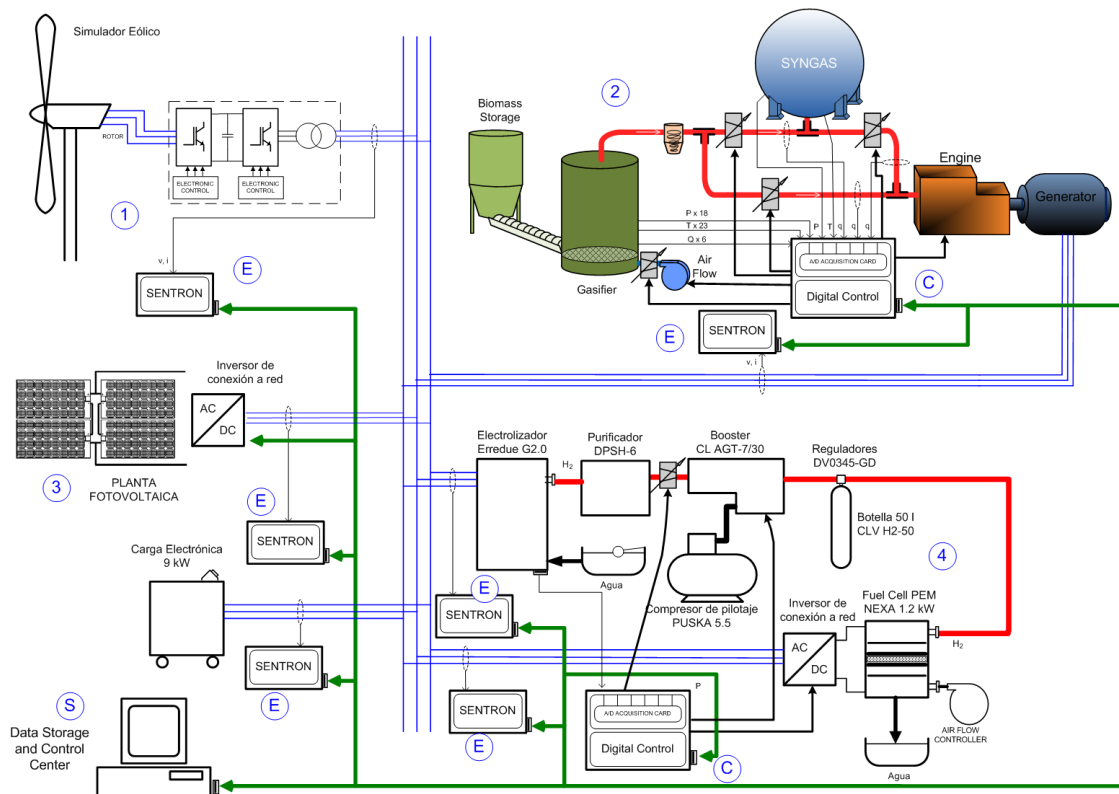 Simulador Eólico
ROTOR
ELECTRONIC
CONTROL
ELECTRONIC
CONTROL
1
v, i
E
SENTRON
SYNGAS
2
Biomass
Storage
Engine
Generator
P x 18
T x 23
Q x 6
P
T
q
q
q
A/D ACQUISITION CARD
Digital Control
C
Air
Flow
Gasifier
E
SENTRON
v, i
Inversor de
conexión a red
AC
DC
3
PLANTA
FOTOVOLTAICA
E
SENTRON
Carga Electrónica
9 kW
SENTRON
E
S
Data Storage
and Control
Center
Electrolizador
Erredue G2.0
H2
Purificador
DPSH-6
Booster
CL AGT-7/30
Reguladores
DV0345-GD
Botella 50 l
CLV H2-50
4
Agua
E
SENTRON
Compresor de pilotaje
PUSKA 5.5
Inversor de
conexión a red
AC
DC
Fuel Cell PEM
NEXA 1.2 kW
H2
AIR FLOW
CONTROLLER
Agua
SENTRON
E
P
A/D ACQUISITION CARD
Digital Control
C